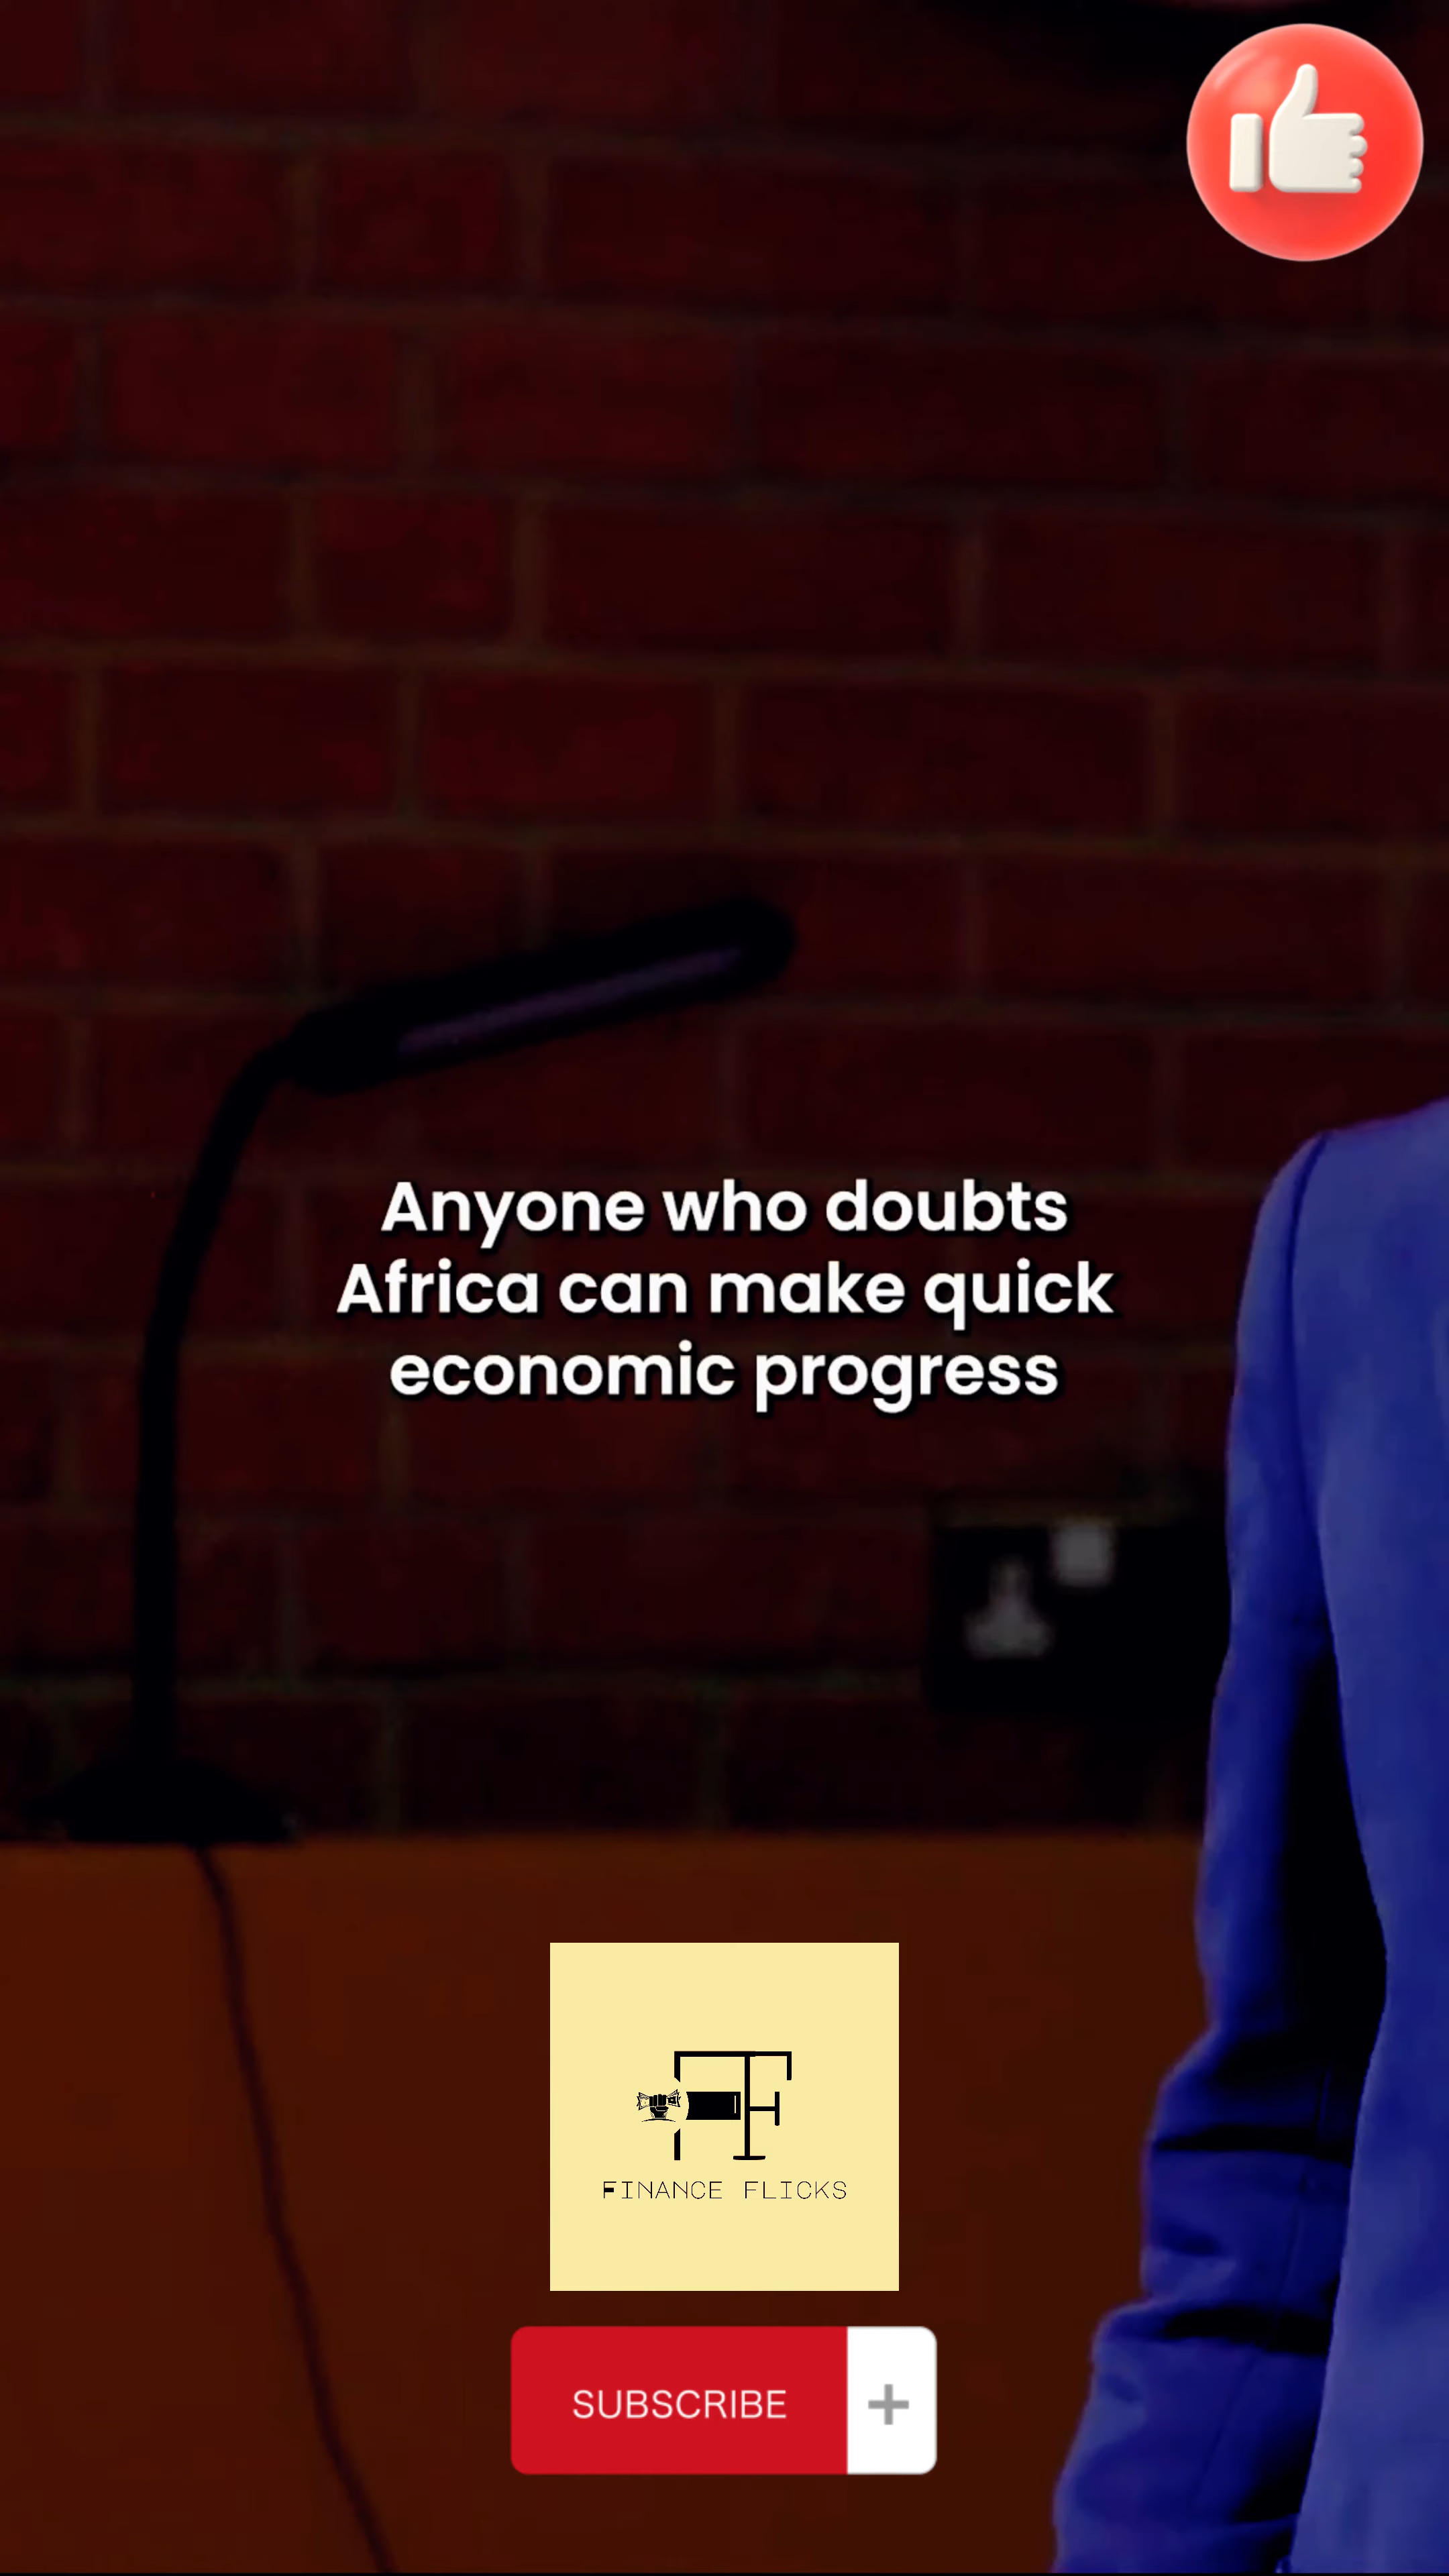 Anyone who doubts
Africa can make quick
economic progress
FINANCE FLICKS
SUBSCRIBE